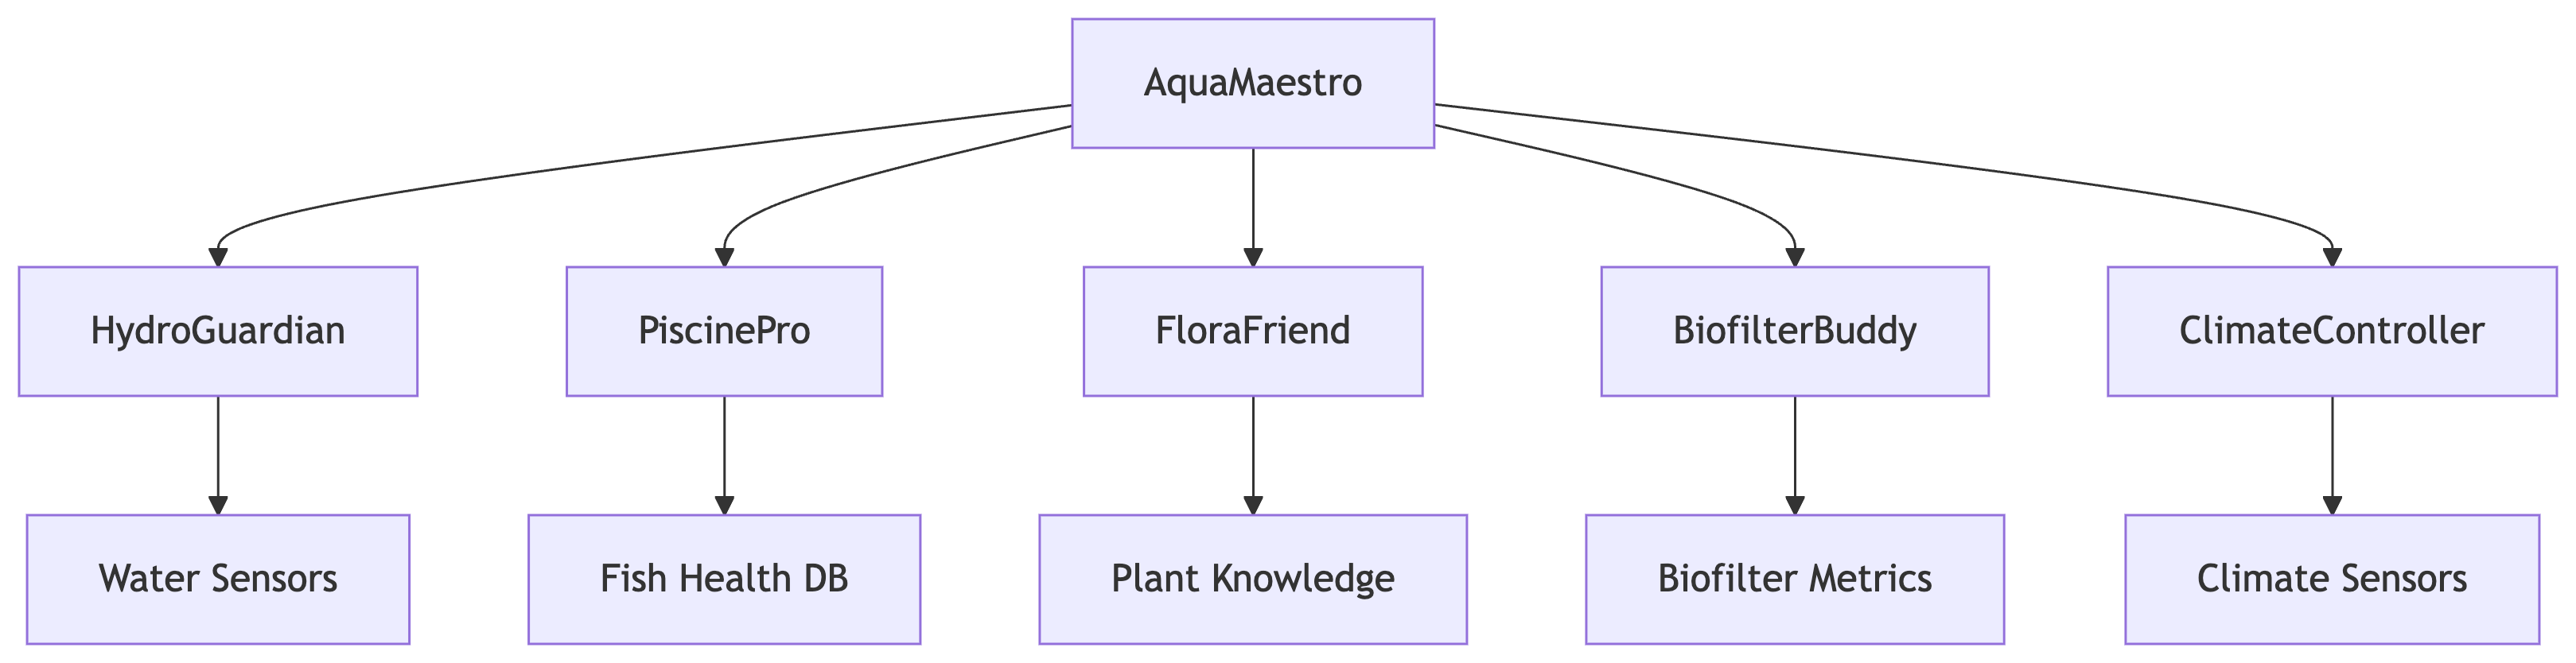 AquaMaestro
HydroGuardian
PiscinePro
FloraFriend
BiofilterBuddy
ClimateController
Water Sensors
Fish Health DB
Plant Knowledge
Biofilter Metrics
Climate Sensors